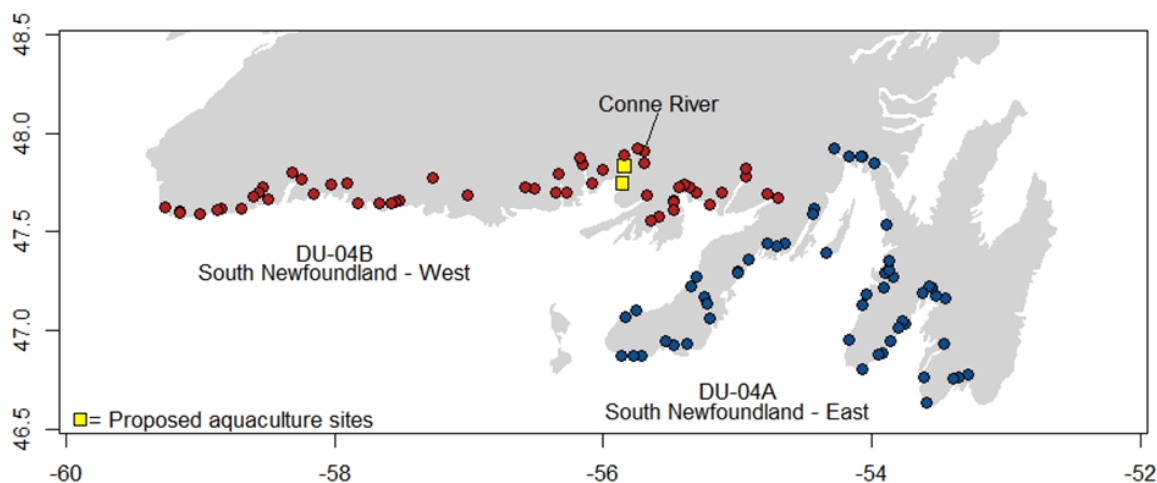 48.5
48.0
47.5
47.0
46.5
Conne River
DU-04B
South Newfoundland - West
DU-04A
South Newfoundland - East
= Proposed aquaculture sites
-60 -58 -56 -54 -52